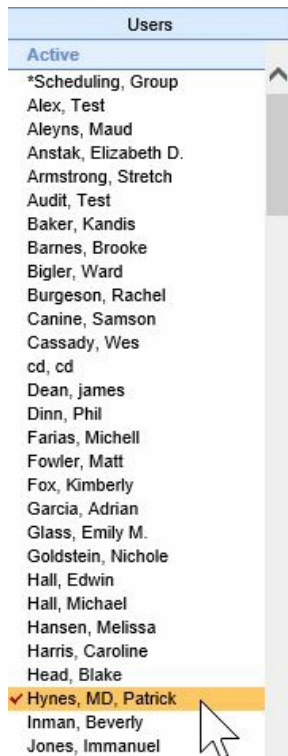 Users
Active
*Scheduling, Group
Alex, Test
Aleyns, Maud
Anstak, Elizabeth D.
Armstrong, Stretch
Audit, Test
Baker, Kandis
Barnes, Brooke
Bigler, Ward
Burgeson, Rachel
Canine, Samson
Cassady, Wes
cd, cd
Dean, james
Dinn, Phil
Farias, Michell
Fowler, Matt
Fox, Kimberly
Garcia, Adrian
Glass, Emily M.
Goldstein, Nichole
Hall, Edwin
Hall, Michael
Hansen, Melissa
Harris, Caroline
Head, Blake
Hynes, MD, Patrick
Inman, Beverly
Jones, Immanuel